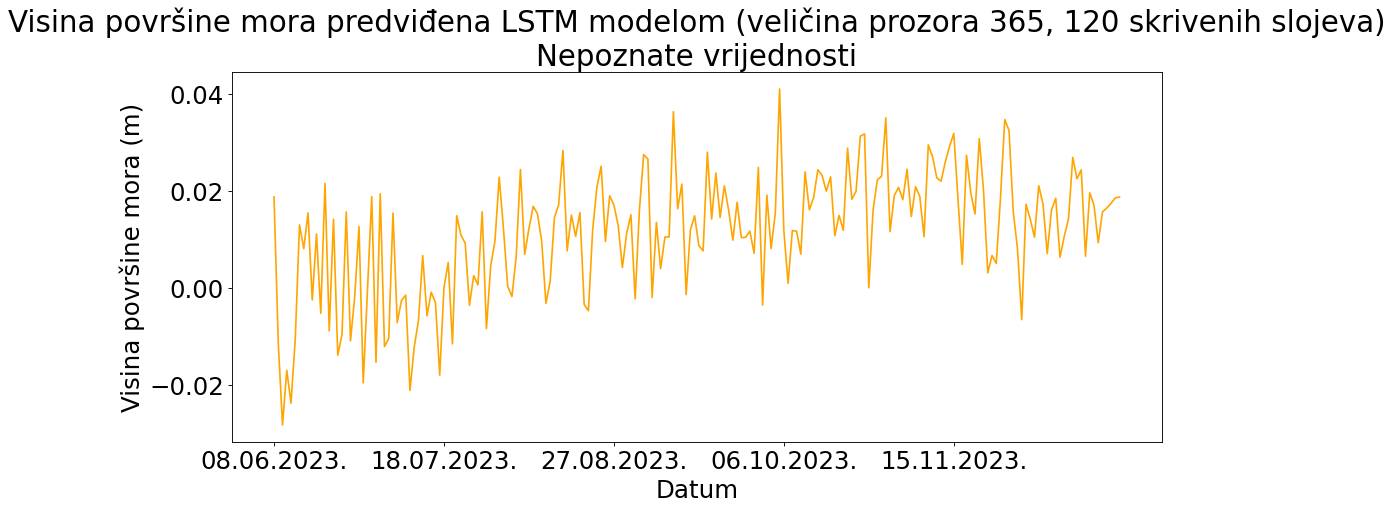 Visina površine mora predviđena LSTM modelom (veličina prozora 365, 120 skrivenih slojeva)
Nepoznate vrijednosti
Visina površine mora (m)
0.04
0.02
0.00
−0.02
08.06.2023. 18.07.2023. 27.08.2023. 06.10.2023. 15.11.2023.
Datum